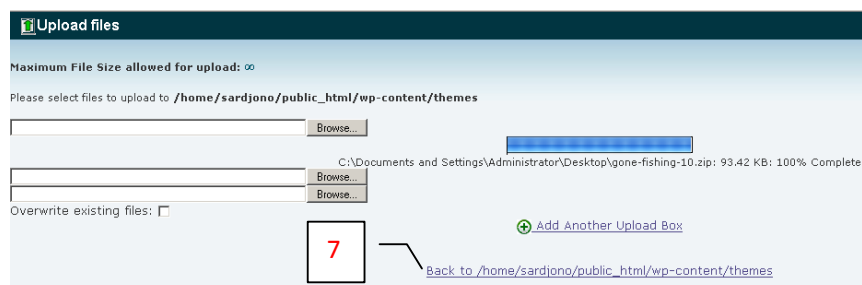 Upload files
Maximum File Size allowed for upload: ∞
Please select files to upload to /home/sardjono/public_html/wp-content/themes
Browse...
C:\Documents and Settings\Administrator\Desktop\gone-fishing-10.zip: 93.42 KB: 100% Complete
Browse...
Browse...
Overwrite existing files:
Add Another Upload Box
7
Back to /home/sardjono/public_html/wp-content/themes